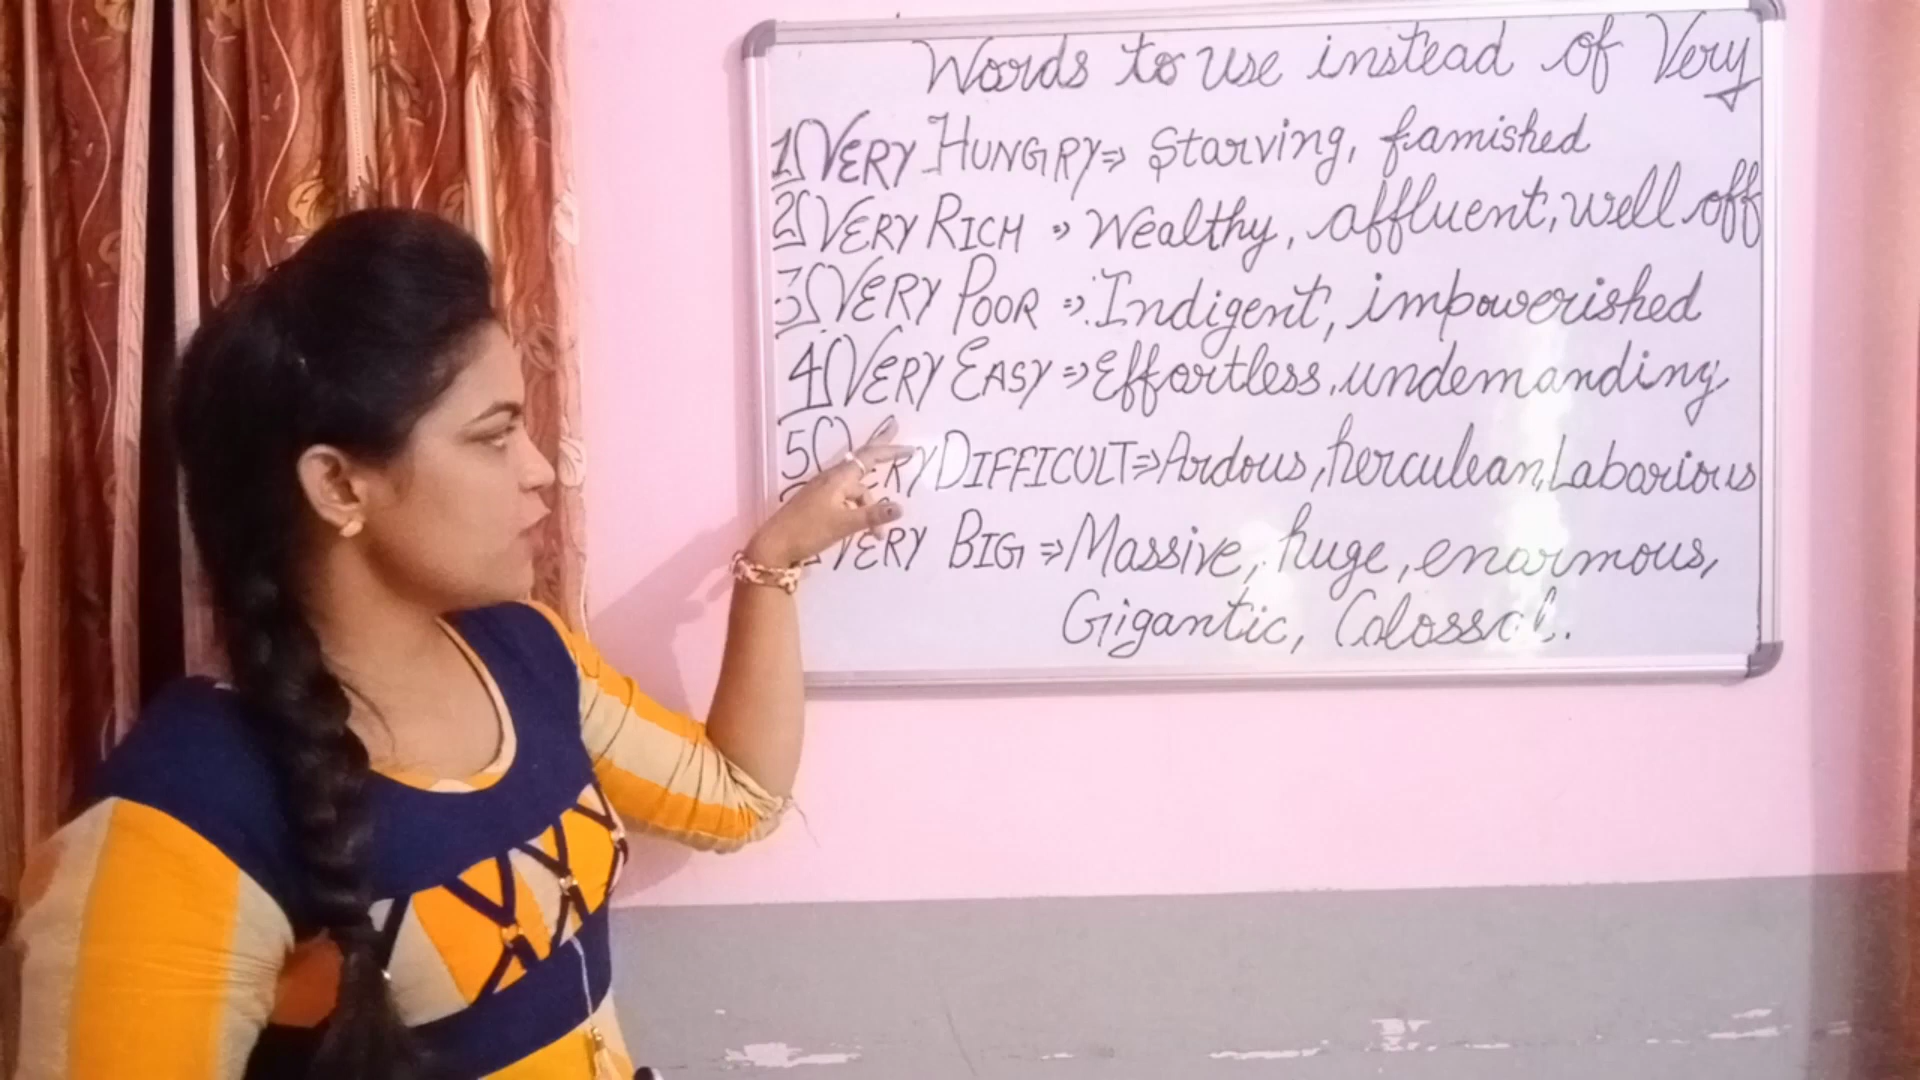 Words to use instead of Very
1) VERY HUNGRY ⇒ Starving, famished
2) VERY RICH ⇒ Wealthy, affluent, well off
3) VERY POOR ⇒ Indigent, impowerished
4) VERY EASY ⇒ Effortless, undemanding
5) VERY DIFFICULT ⇒ Ardous, herculean, Laborious
VERY BIG ⇒ Massive, huge, enormous,
Gigantic, Colossal.